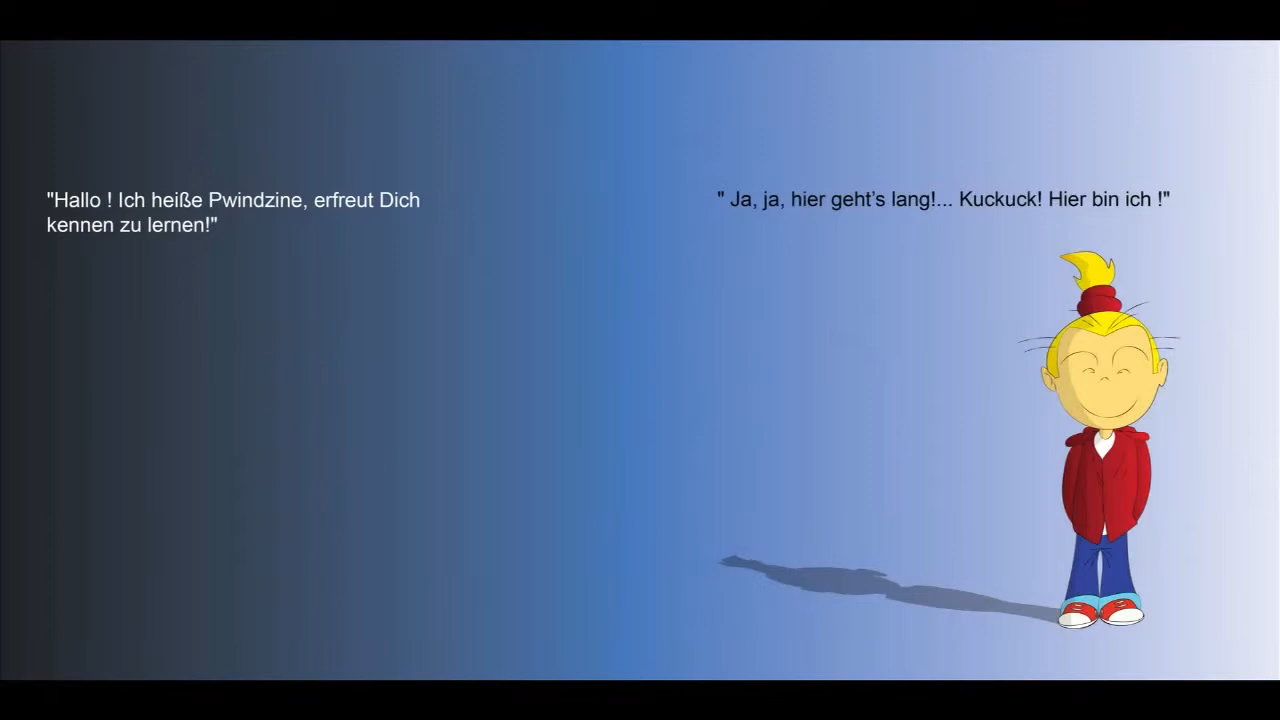 "Hallo ! Ich heiße Pwindzine, erfreut Dich
kennen zu lernen!"
" Ja, ja, hier geht’s lang!... Kuckuck! Hier bin ich !"